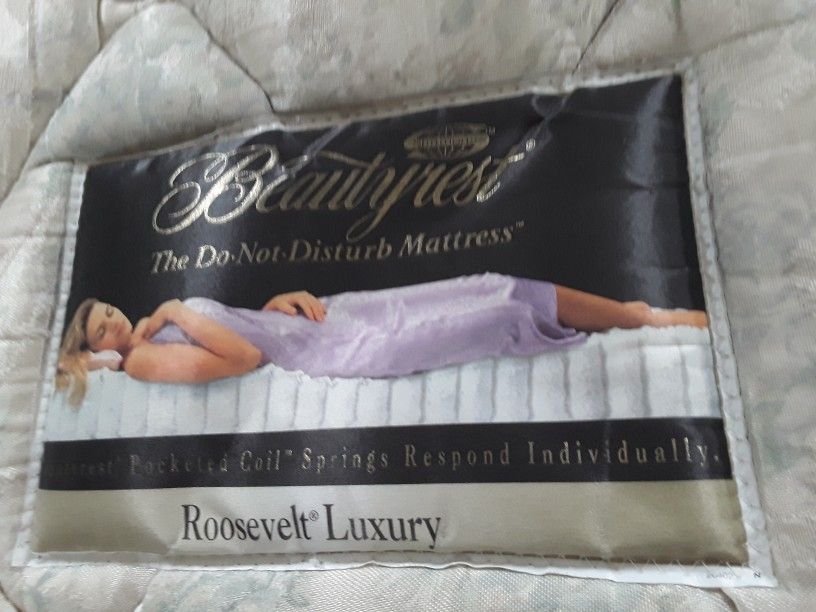 Beautyrest®
The Do·Not·Disturb Mattress™
Pocketed Coil™ Springs Respond Individually.
Roosevelt® Luxury
N